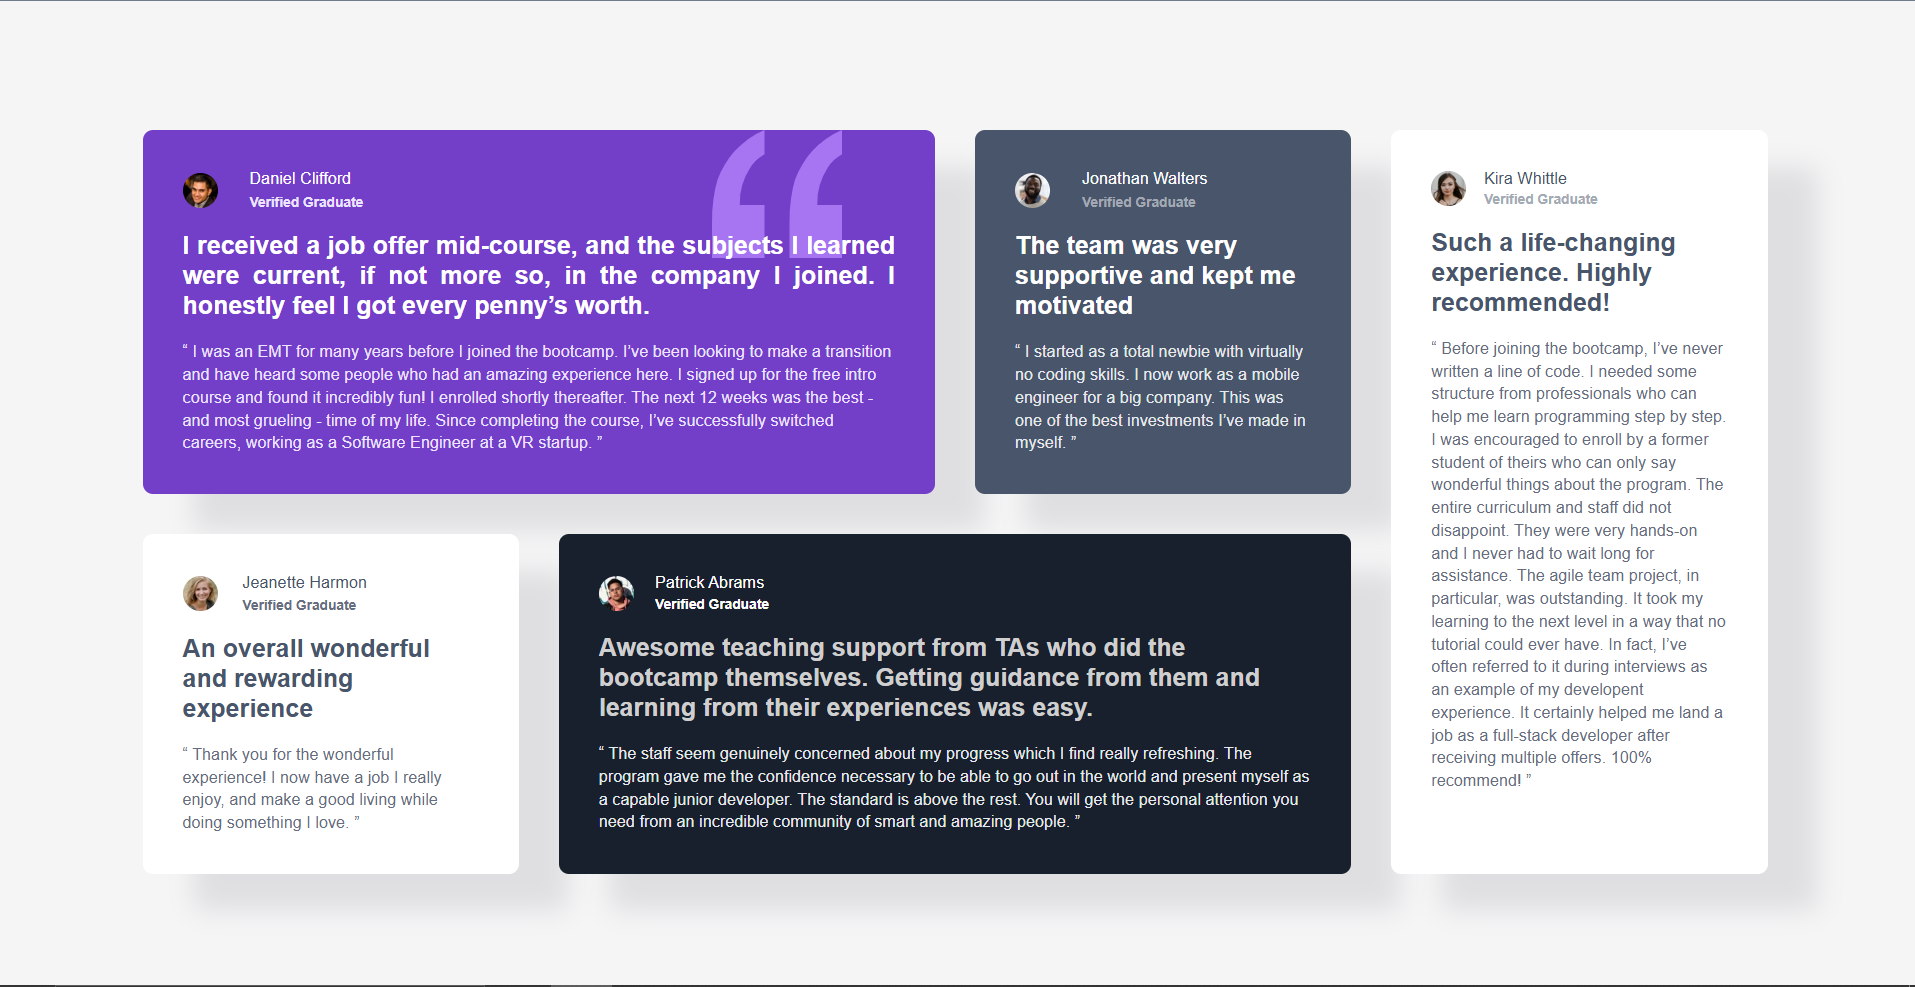 Daniel Clifford
Verified Graduate
I received a job offer mid-course, and the subjects I learned
were current, if not more so, in the company I joined. I
honestly feel I got every penny’s worth.
“ I was an EMT for many years before I joined the bootcamp. I’ve been looking to make a transition
and have heard some people who had an amazing experience here. I signed up for the free intro
course and found it incredibly fun! I enrolled shortly thereafter. The next 12 weeks was the best -
and most grueling - time of my life. Since completing the course, I’ve successfully switched
careers, working as a Software Engineer at a VR startup. ”
Jonathan Walters
Verified Graduate
The team was very
supportive and kept me
motivated
“ I started as a total newbie with virtually
no coding skills. I now work as a mobile
engineer for a big company. This was
one of the best investments I’ve made in
myself. ”
Kira Whittle
Verified Graduate
Such a life-changing
experience. Highly
recommended!
“ Before joining the bootcamp, I’ve never
written a line of code. I needed some
structure from professionals who can
help me learn programming step by step.
I was encouraged to enroll by a former
student of theirs who can only say
wonderful things about the program. The
entire curriculum and staff did not
disappoint. They were very hands-on
and I never had to wait long for
assistance. The agile team project, in
particular, was outstanding. It took my
learning to the next level in a way that no
tutorial could ever have. In fact, I’ve
often referred to it during interviews as
an example of my developent
experience. It certainly helped me land a
job as a full-stack developer after
receiving multiple offers. 100%
recommend! ”
Jeanette Harmon
Verified Graduate
An overall wonderful
and rewarding
experience
“ Thank you for the wonderful
experience! I now have a job I really
enjoy, and make a good living while
doing something I love. ”
Patrick Abrams
Verified Graduate
Awesome teaching support from TAs who did the
bootcamp themselves. Getting guidance from them and
learning from their experiences was easy.
“ The staff seem genuinely concerned about my progress which I find really refreshing. The
program gave me the confidence necessary to be able to go out in the world and present myself as
a capable junior developer. The standard is above the rest. You will get the personal attention you
need from an incredible community of smart and amazing people. ”